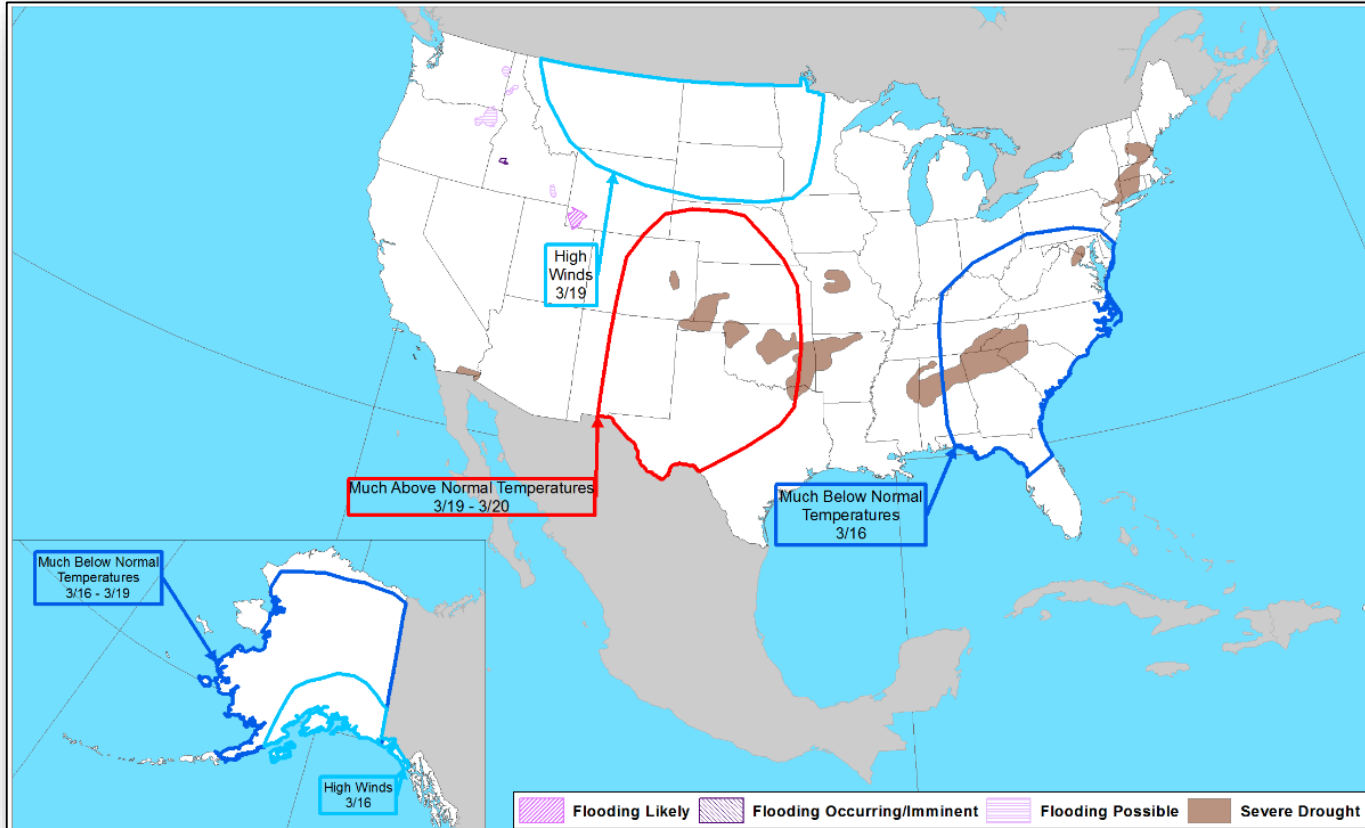 High
Winds
3/19
Much Above Normal Temperatures
3/19 - 3/20
Much Below Normal
Temperatures
3/16
Much Below Normal
Temperatures
3/16 - 3/19
High Winds
3/16
Flooding Likely
Flooding Occurring/Imminent
Flooding Possible
Severe Drought